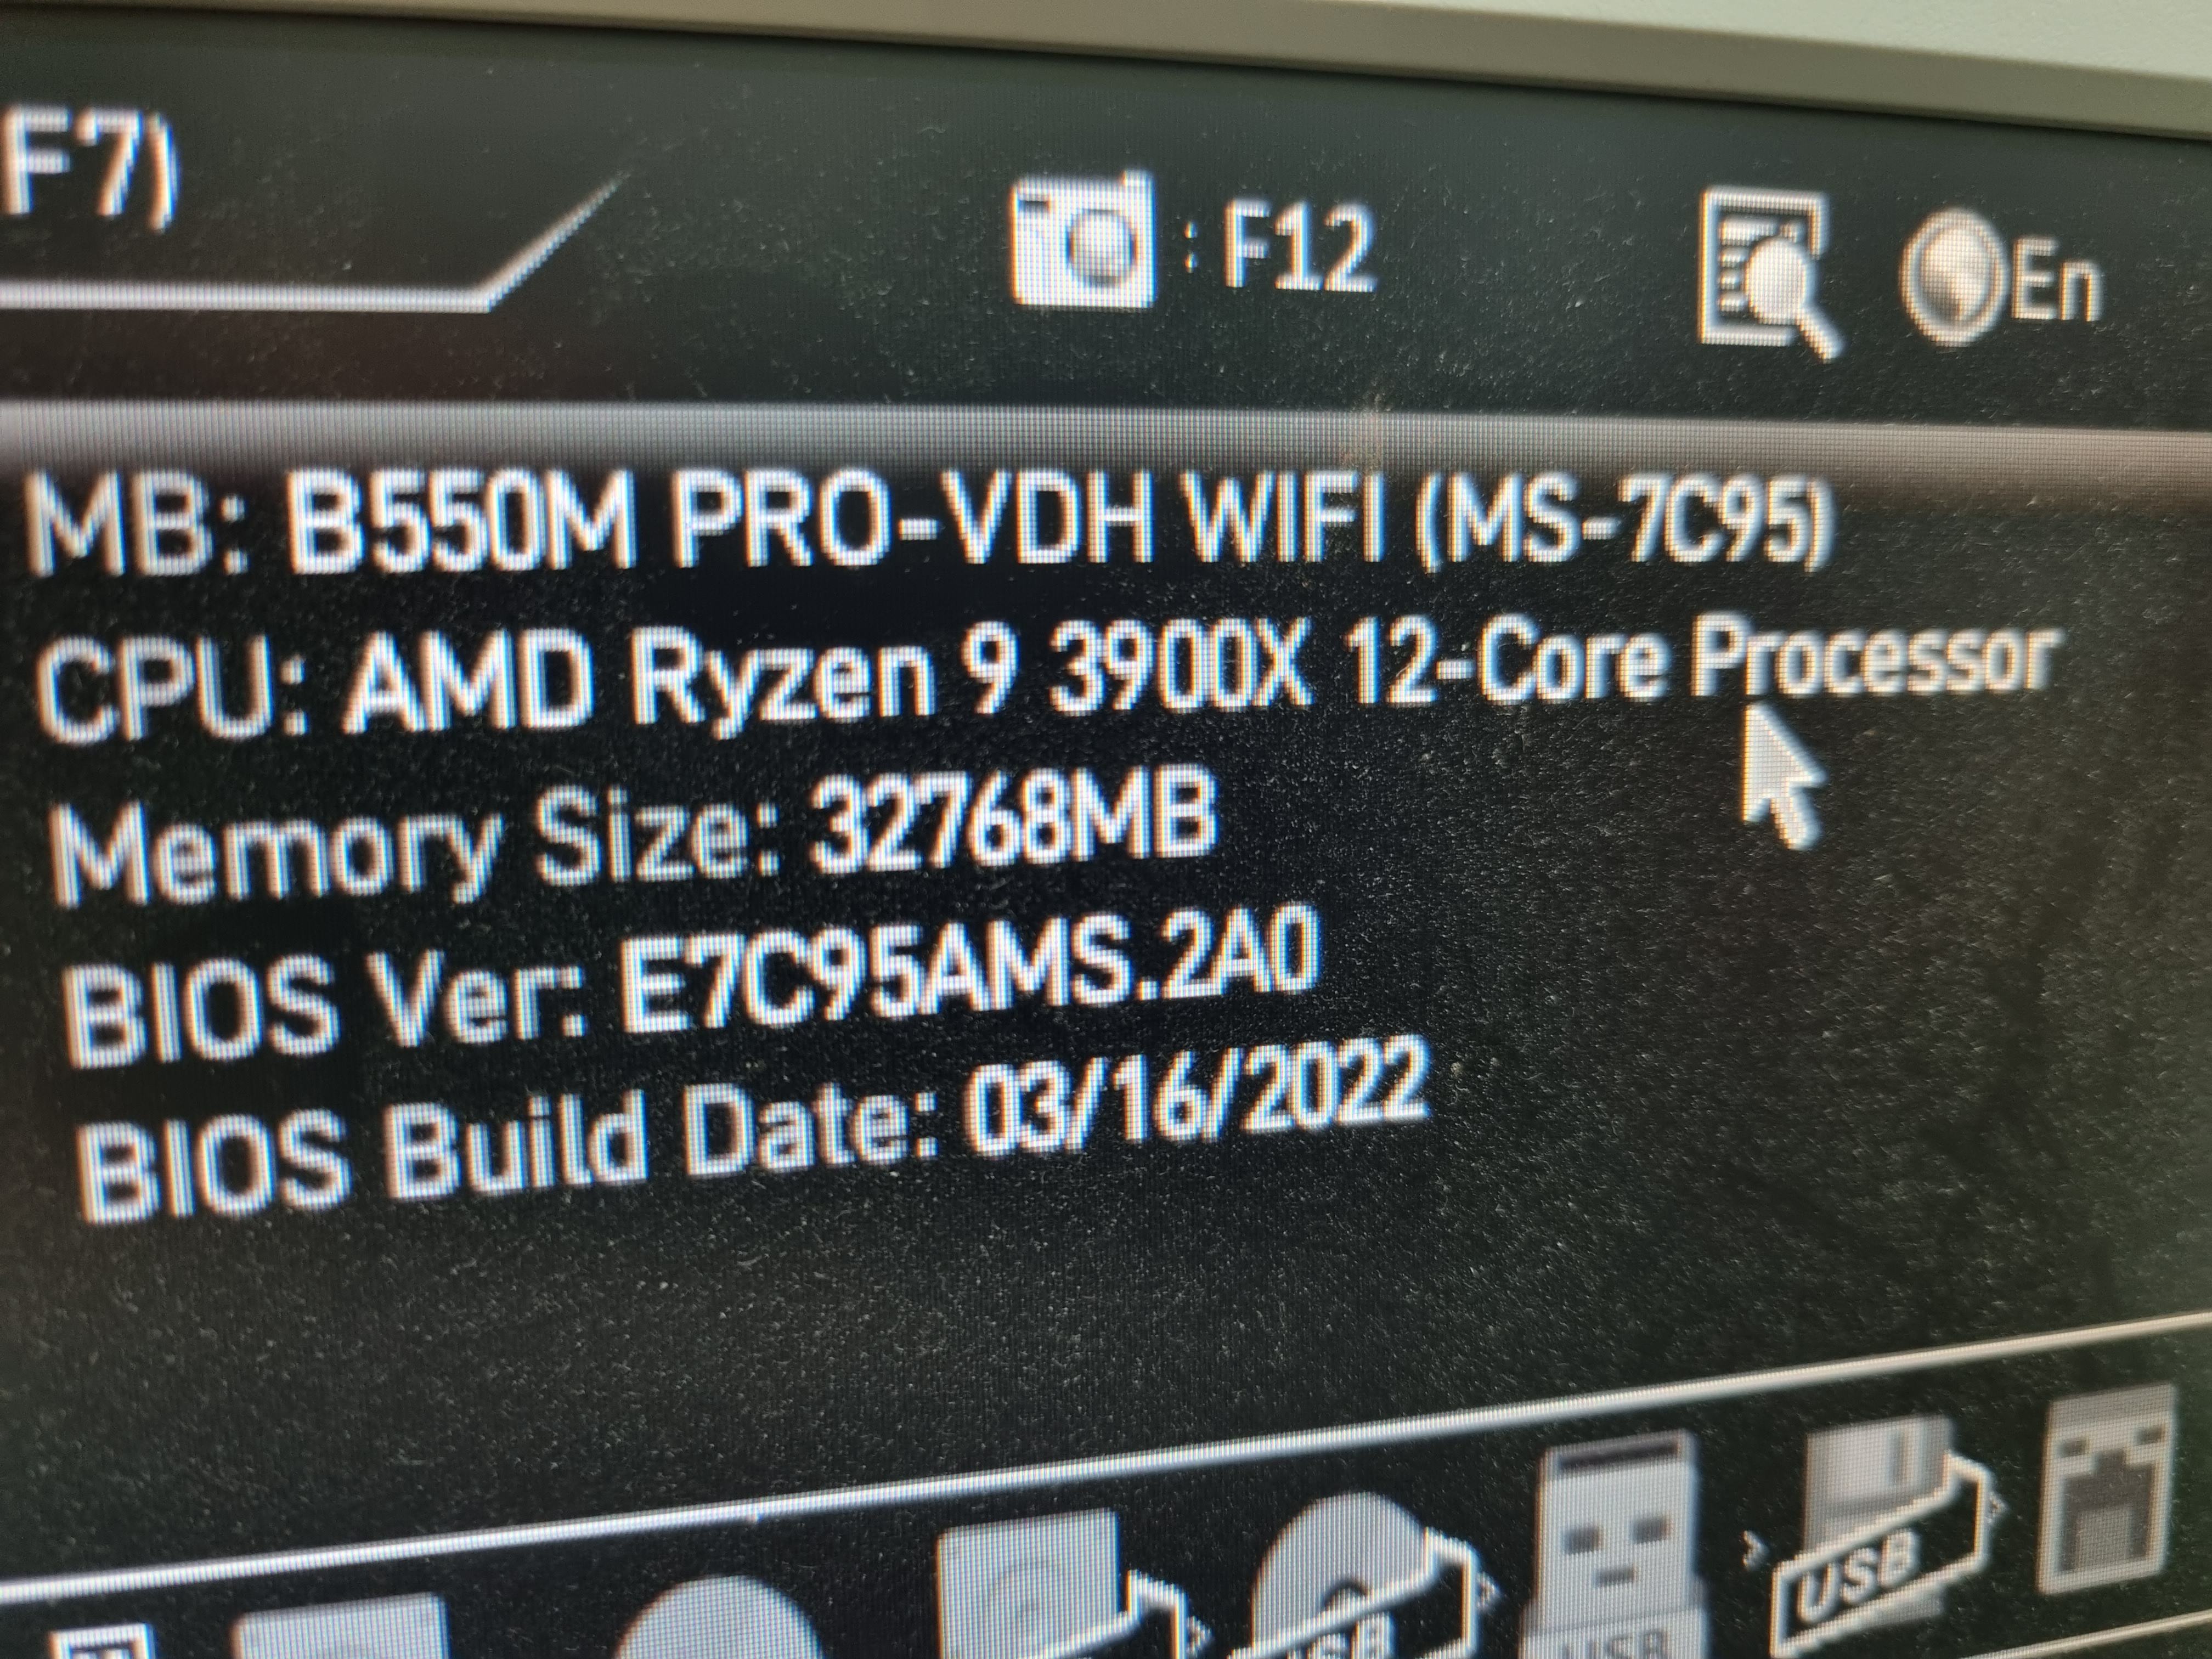 F7)
: F12
En
MB: B550M PRO-VDH WIFI (MS-7C95)
CPU: AMD Ryzen 9 3900X 12-Core Processor
Memory Size: 32768MB
BIOS Ver: E7C95AMS.2A0
BIOS Build Date: 03/16/2022
USB
USB